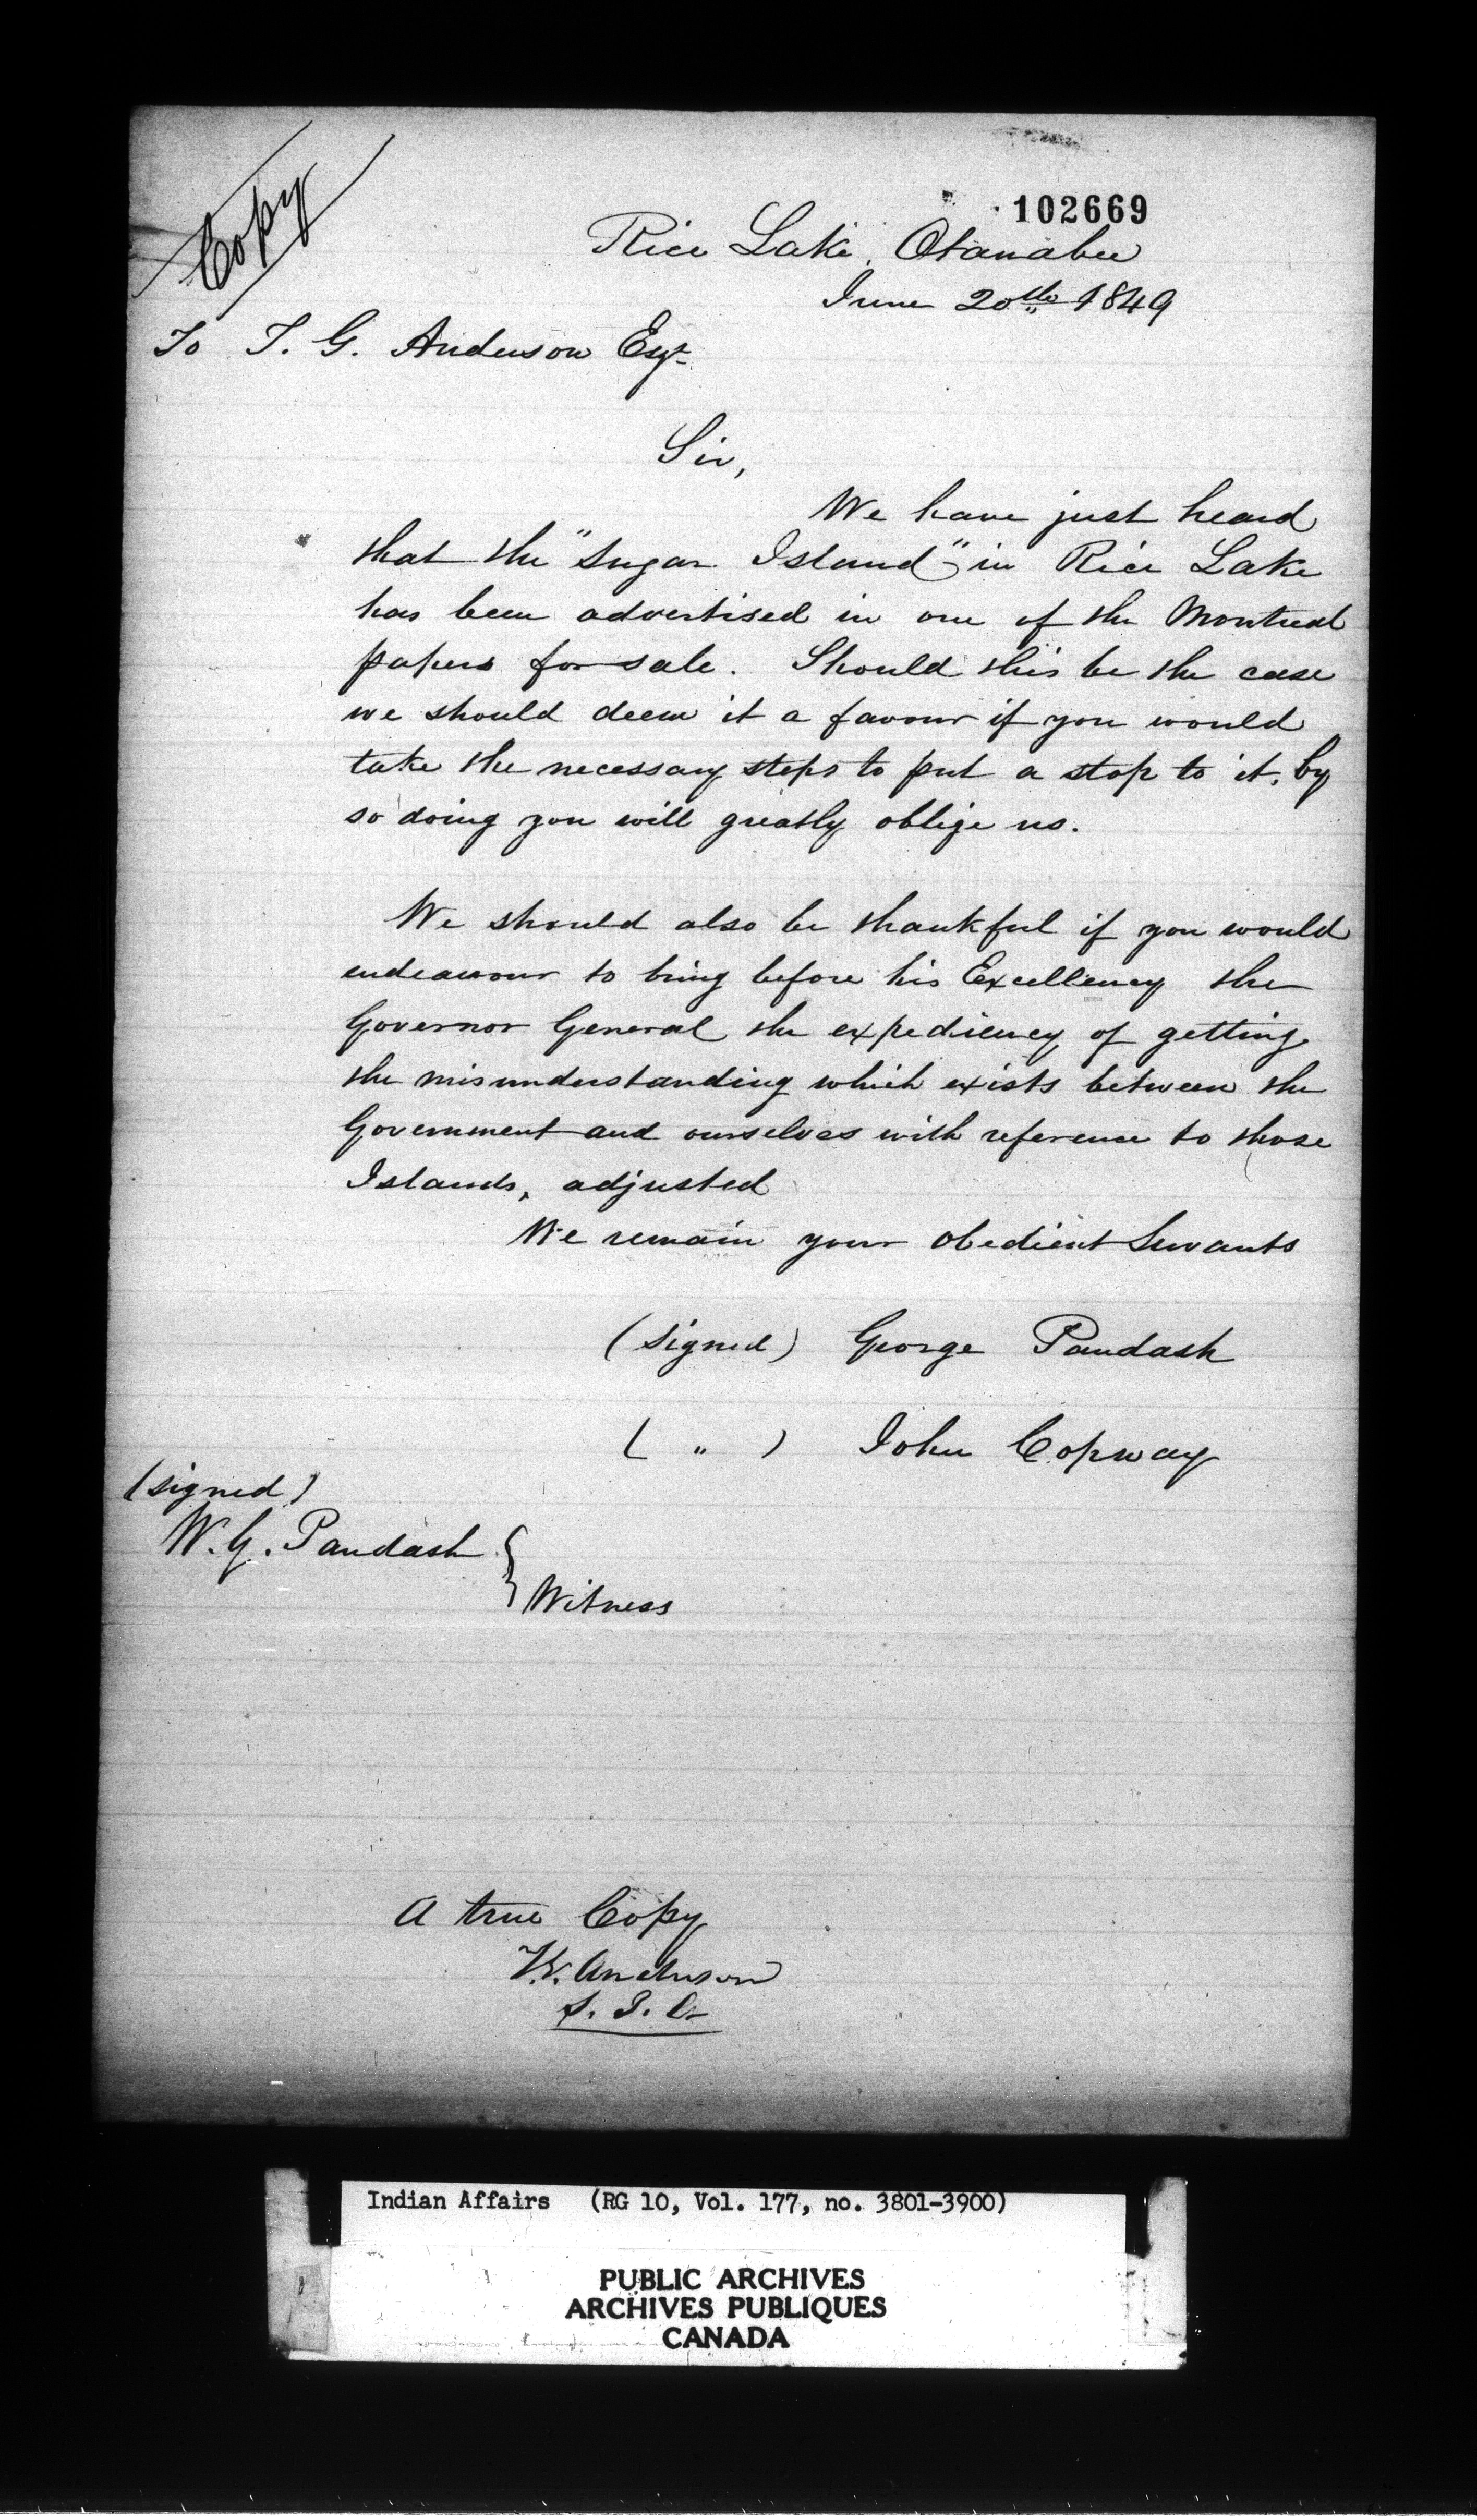 Copy
102669
Rice Lake, Otanabee
June 20th 1849
To T. G. Anderson Esqr.
Sir,
We have just heard
that the "Sugar Island" in Rice Lake
has been advertised in one of the Montreal
papers for sale. Should this be the case
we should deem it a favour if you would
take the necessary steps to put a stop to it, by
so doing you will greatly oblige us.
We should also be thankful if you would
endeavour to bring before his Excellency the
Governor General the expediency of getting
the misunderstanding which exists between the
Government and ourselves with reference to those
Islands, adjusted
We remain your obedient Servants
(signed) George Paudash
( " ) John Copway
(signed)
W. G. Paudash
} Witness
A true Copy
Anderson
S. I. A
Indian Affairs (RG 10, Vol. 177, no. 3801-3900)
PUBLIC ARCHIVES
ARCHIVES PUBLIQUES
CANADA